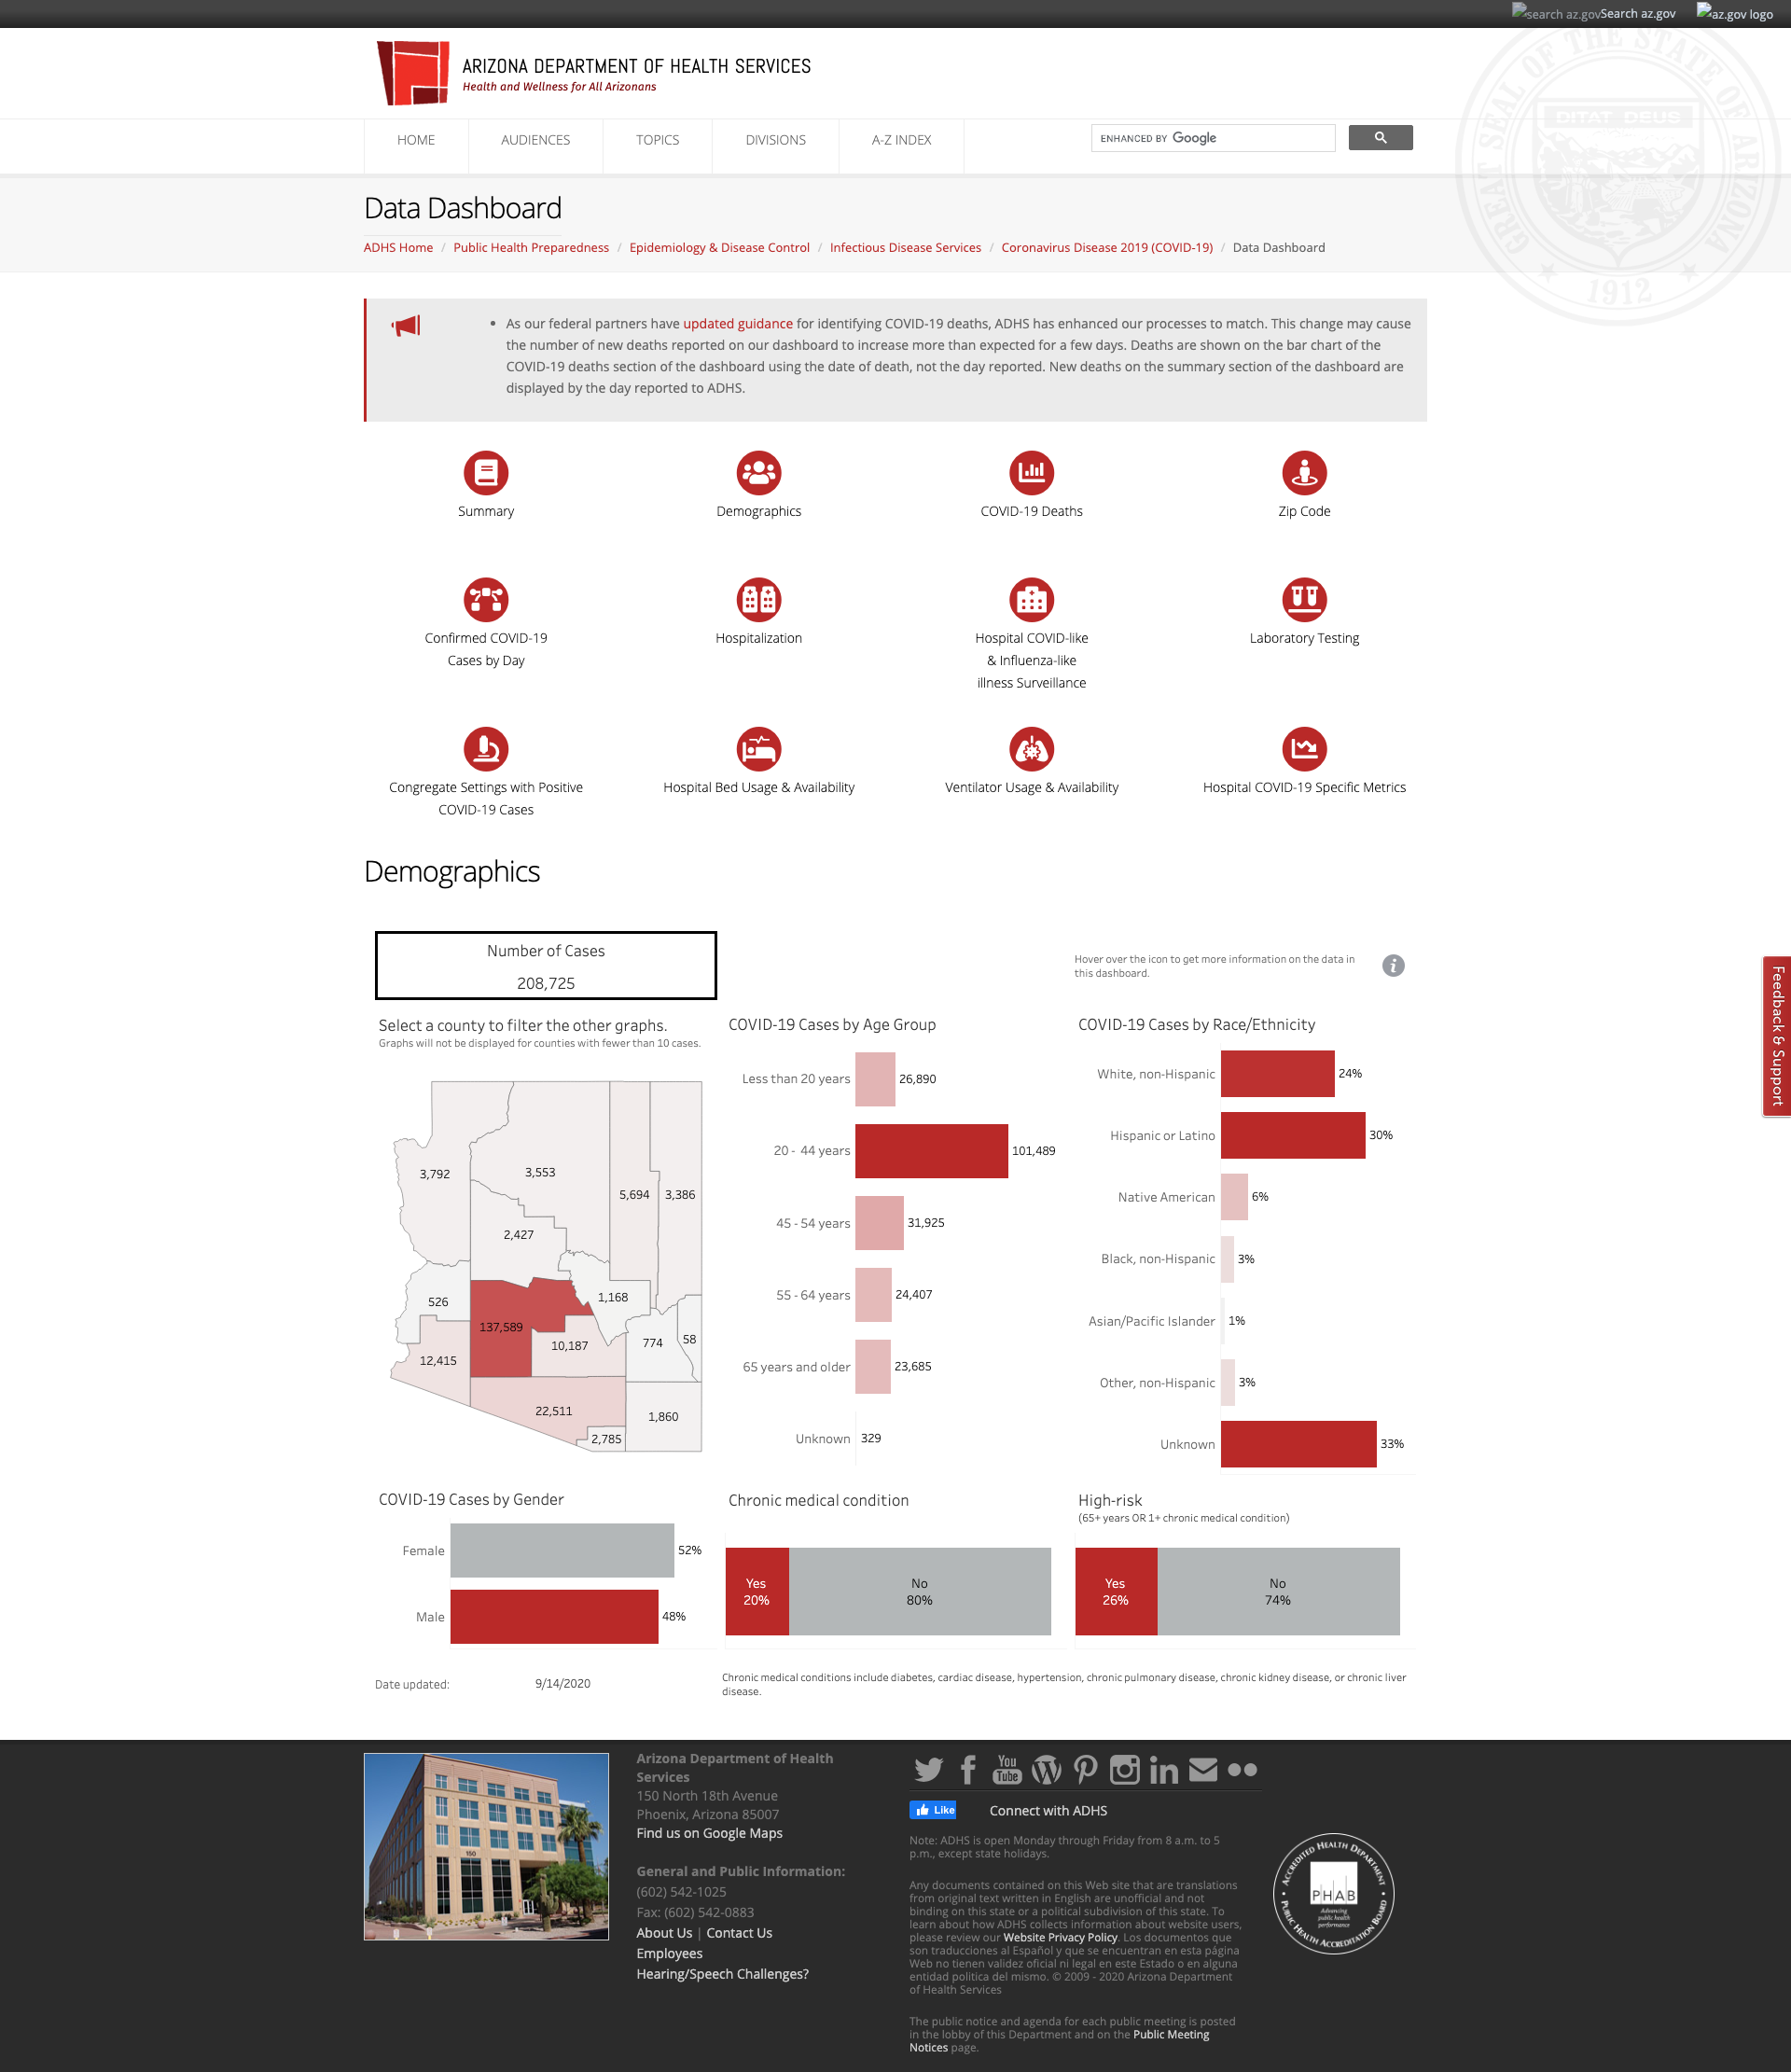 search az.gov Search az.gov az.gov logo
GREAT SEAL OF THE STATE OF ARIZONA
DITAT DEUS
1912
ARIZONA DEPARTMENT OF HEALTH SERVICES
Health and Wellness for All Arizonans
HOME AUDIENCES TOPICS DIVISIONS A-Z INDEX
ENHANCED BY Google
Data Dashboard
ADHS Home / Public Health Preparedness / Epidemiology & Disease Control / Infectious Disease Services / Coronavirus Disease 2019 (COVID-19) / Data Dashboard
• As our federal partners have updated guidance for identifying COVID-19 deaths, ADHS has enhanced our processes to match. This change may cause
the number of new deaths reported on our dashboard to increase more than expected for a few days. Deaths are shown on the bar chart of the
COVID-19 deaths section of the dashboard using the date of death, not the day reported. New deaths on the summary section of the dashboard are
displayed by the day reported to ADHS.
Summary
Demographics
COVID-19 Deaths
Zip Code
Confirmed COVID-19
Cases by Day
Hospitalization
Hospital COVID-like
& Influenza-like
illness Surveillance
Laboratory Testing
Congregate Settings with Positive
COVID-19 Cases
Hospital Bed Usage & Availability
Ventilator Usage & Availability
Hospital COVID-19 Specific Metrics
Demographics
Number of Cases
208,725
Hover over the icon to get more information on the data in
this dashboard.
i
Feedback & Support
Select a county to filter the other graphs.
Graphs will not be displayed for counties with fewer than 10 cases.
3,792
3,553
5,694
3,386
2,427
526
1,168
137,589
10,187
774
58
12,415
22,511
1,860
2,785
COVID-19 Cases by Age Group
Less than 20 years 26,890
20 - 44 years 101,489
45 - 54 years 31,925
55 - 64 years 24,407
65 years and older 23,685
Unknown 329
COVID-19 Cases by Race/Ethnicity
White, non-Hispanic 24%
Hispanic or Latino 30%
Native American 6%
Black, non-Hispanic 3%
Asian/Pacific Islander 1%
Other, non-Hispanic 3%
Unknown 33%
COVID-19 Cases by Gender
Female 52%
Male 48%
Chronic medical condition
Yes
20%
No
80%
High-risk
(65+ years OR 1+ chronic medical condition)
Yes
26%
No
74%
Date updated: 9/14/2020
Chronic medical conditions include diabetes, cardiac disease, hypertension, chronic pulmonary disease, chronic kidney disease, or chronic liver
disease.
150
Arizona Department of Health
Services
150 North 18th Avenue
Phoenix, Arizona 85007
Find us on Google Maps
General and Public Information:
(602) 542-1025
Fax: (602) 542-0883
About Us | Contact Us
Employees
Hearing/Speech Challenges?
You
Tube
Like
Connect with ADHS
Note: ADHS is open Monday through Friday from 8 a.m. to 5
p.m., except state holidays.
Any documents contained on this Web site that are translations
from original text written in English are unofficial and not
binding on this state or a political subdivision of this state. To
learn about how ADHS collects information about website users,
please review our Website Privacy Policy. Los documentos que
son traducciones al Español y que se encuentran en esta página
Web no tienen validez oficial ni legal en este Estado o en alguna
entidad politica del mismo. © 2009 - 2020 Arizona Department
of Health Services
The public notice and agenda for each public meeting is posted
in the lobby of this Department and on the Public Meeting
Notices page.
ACCREDITED HEALTH DEPARTMENT
PHAB
Advancing
public health
performance
PUBLIC HEALTH ACCREDITATION BOARD